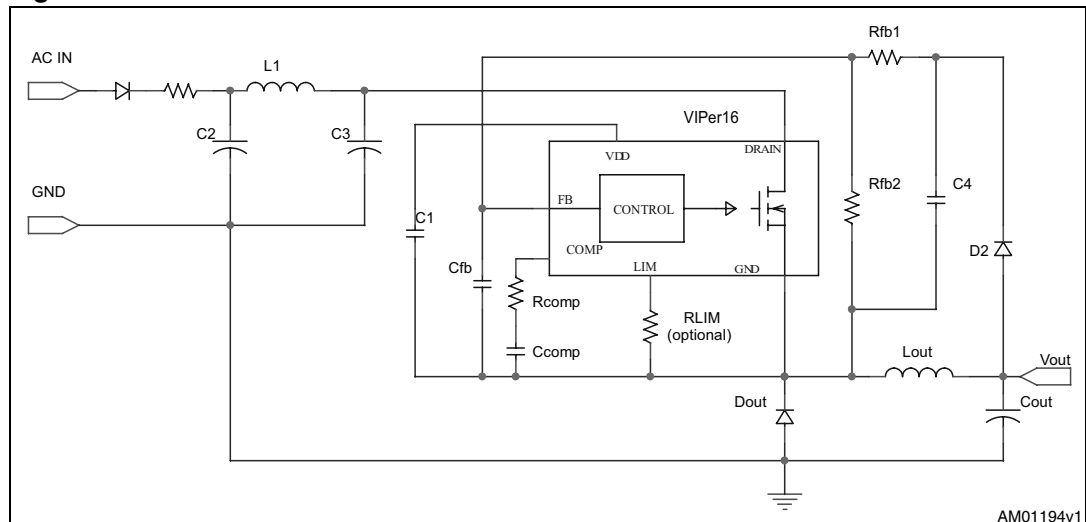 Rfb1
AC IN
L1
VIPer16
C2
C3
VDD
DRAIN
GND
Rfb2
C4
FB
CONTROL
C1
COMP
D2
Cfb
LIM
GND
Rcomp
RLIM
(optional)
Ccomp
Lout
Vout
Dout
Cout
AM01194v1